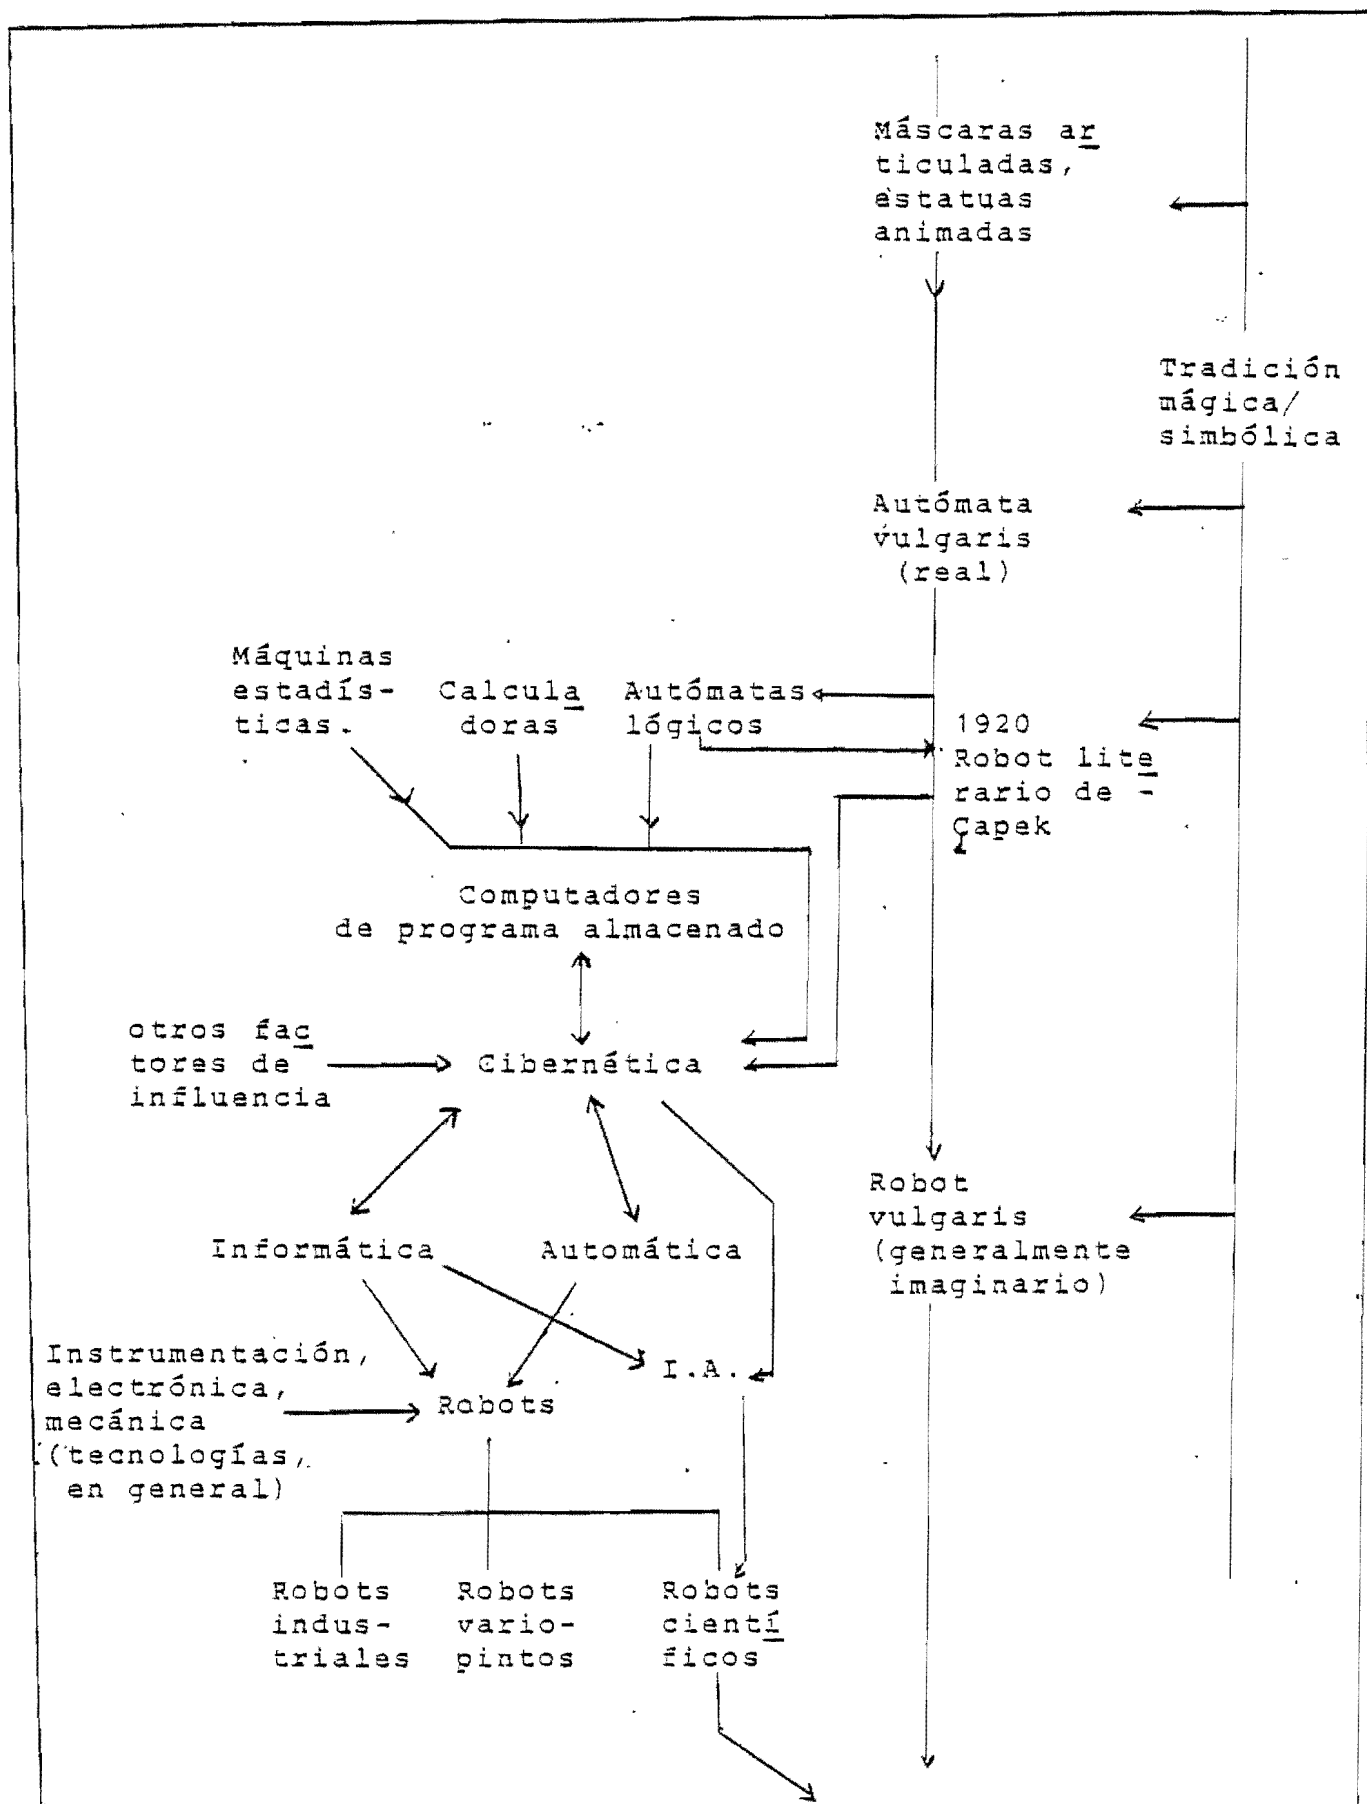 Máscaras ar
ticuladas,
estatuas
animadas
Tradición
mágica/
simbólica
Autómata
vulgaris
(real)
Máquinas
estadís-
ticas.
Calcula
doras
Autómatas
lógicos
1920
Robot lite
rario de -
Çapek
Computadores
de programa almacenado
otros fac
tores de
influencia
Cibernética
Robot
vulgaris
(generalmente
imaginario)
Informática
Automática
Instrumentación,
electrónica,
mecánica
(tecnologías,
en general)
I.A.
Robots
Robots
indus-
triales
Robots
vario-
pintos
Robots
cientí
ficos